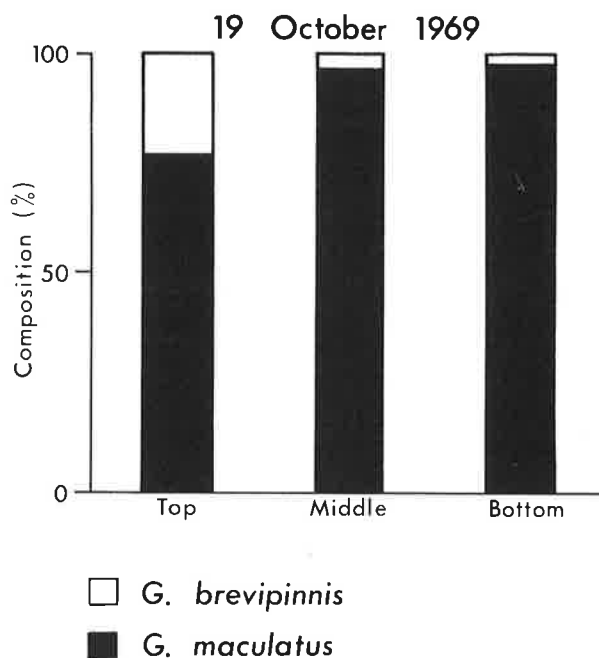 19 October 1969
100
50
0
Composition (%)
Top Middle Bottom
G. brevipinnis
G. maculatus